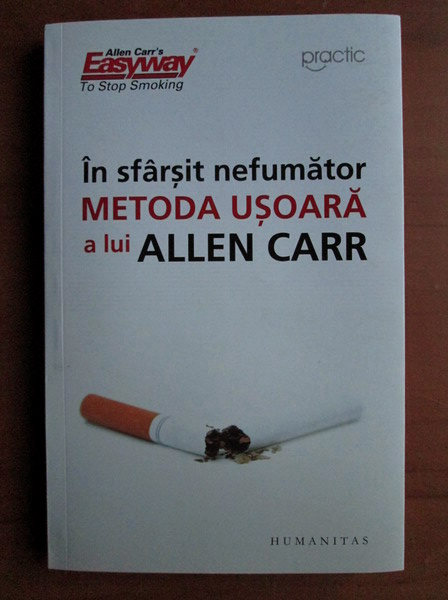 Allen Carr's
Easyway®
To Stop Smoking
practic
În sfârșit nefumător
METODA UȘOARĂ
a lui ALLEN CARR
HUMANITAS